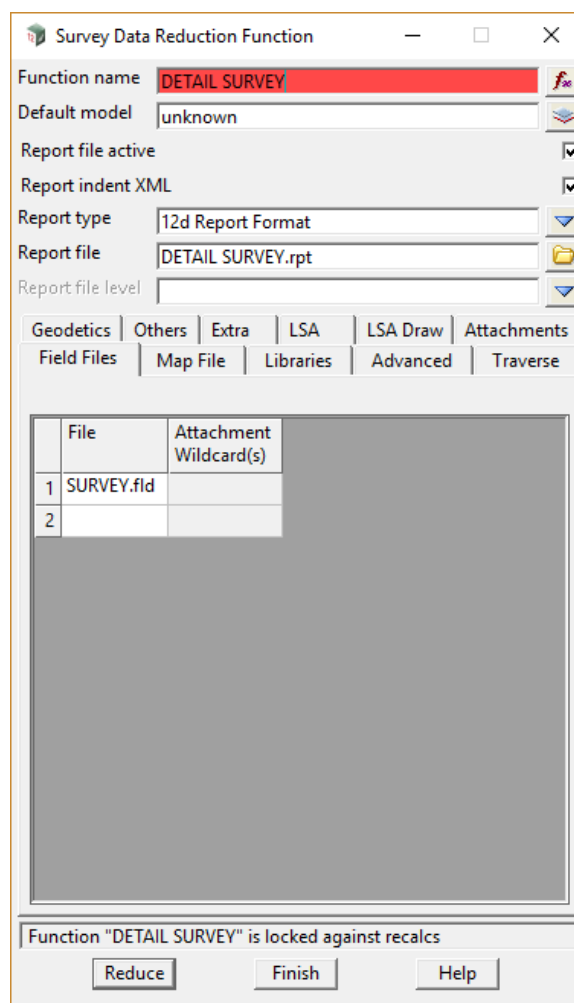 Survey Data Reduction Function
Function name DETAIL SURVEY
Default model unknown
Report file active
Report indent XML
Report type 12d Report Format
Report file DETAIL SURVEY.rpt
Report file level
Geodetics Others Extra LSA LSA Draw Attachments
Field Files Map File Libraries Advanced Traverse
File Attachment
Wildcard(s)
1 SURVEY.fld
2
Function "DETAIL SURVEY" is locked against recalcs
Reduce Finish Help